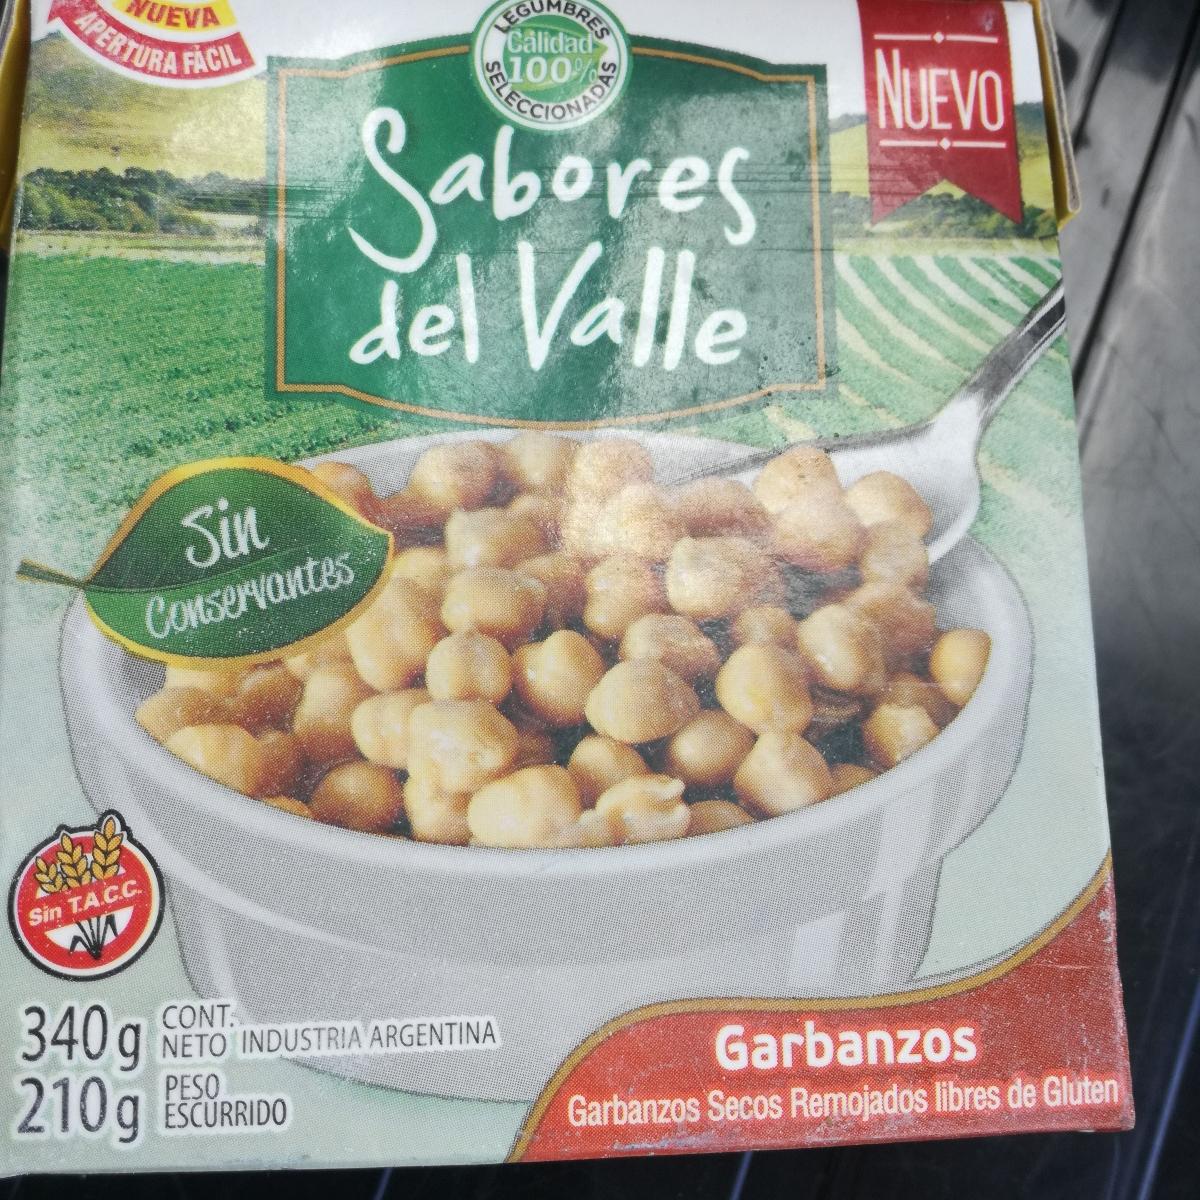 NUEVA
APERTURA FÁCIL
LEGUMBRES
Calidad
100%
SELECCIONADAS
NUEVO
Sabores
del Valle
Sin
Conservantes
Sin T.A.C.C.
340g CONT. NETO INDUSTRIA ARGENTINA
210g PESO ESCURRIDO
Garbanzos
Garbanzos Secos Remojados libres de Gluten